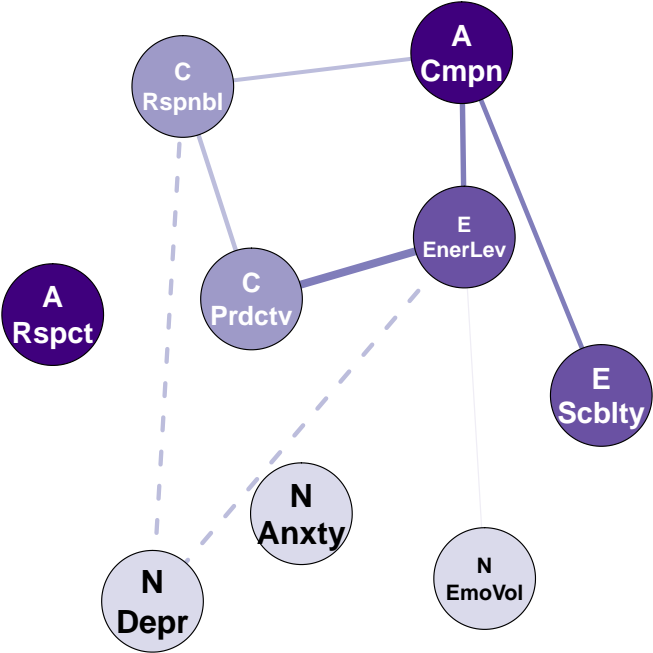 A
Cmpn
C
Rspnbl
E
EnerLev
C
Prdctv
A
Rspct
E
Scblty
N
Anxty
N
EmoVol
N
Depr